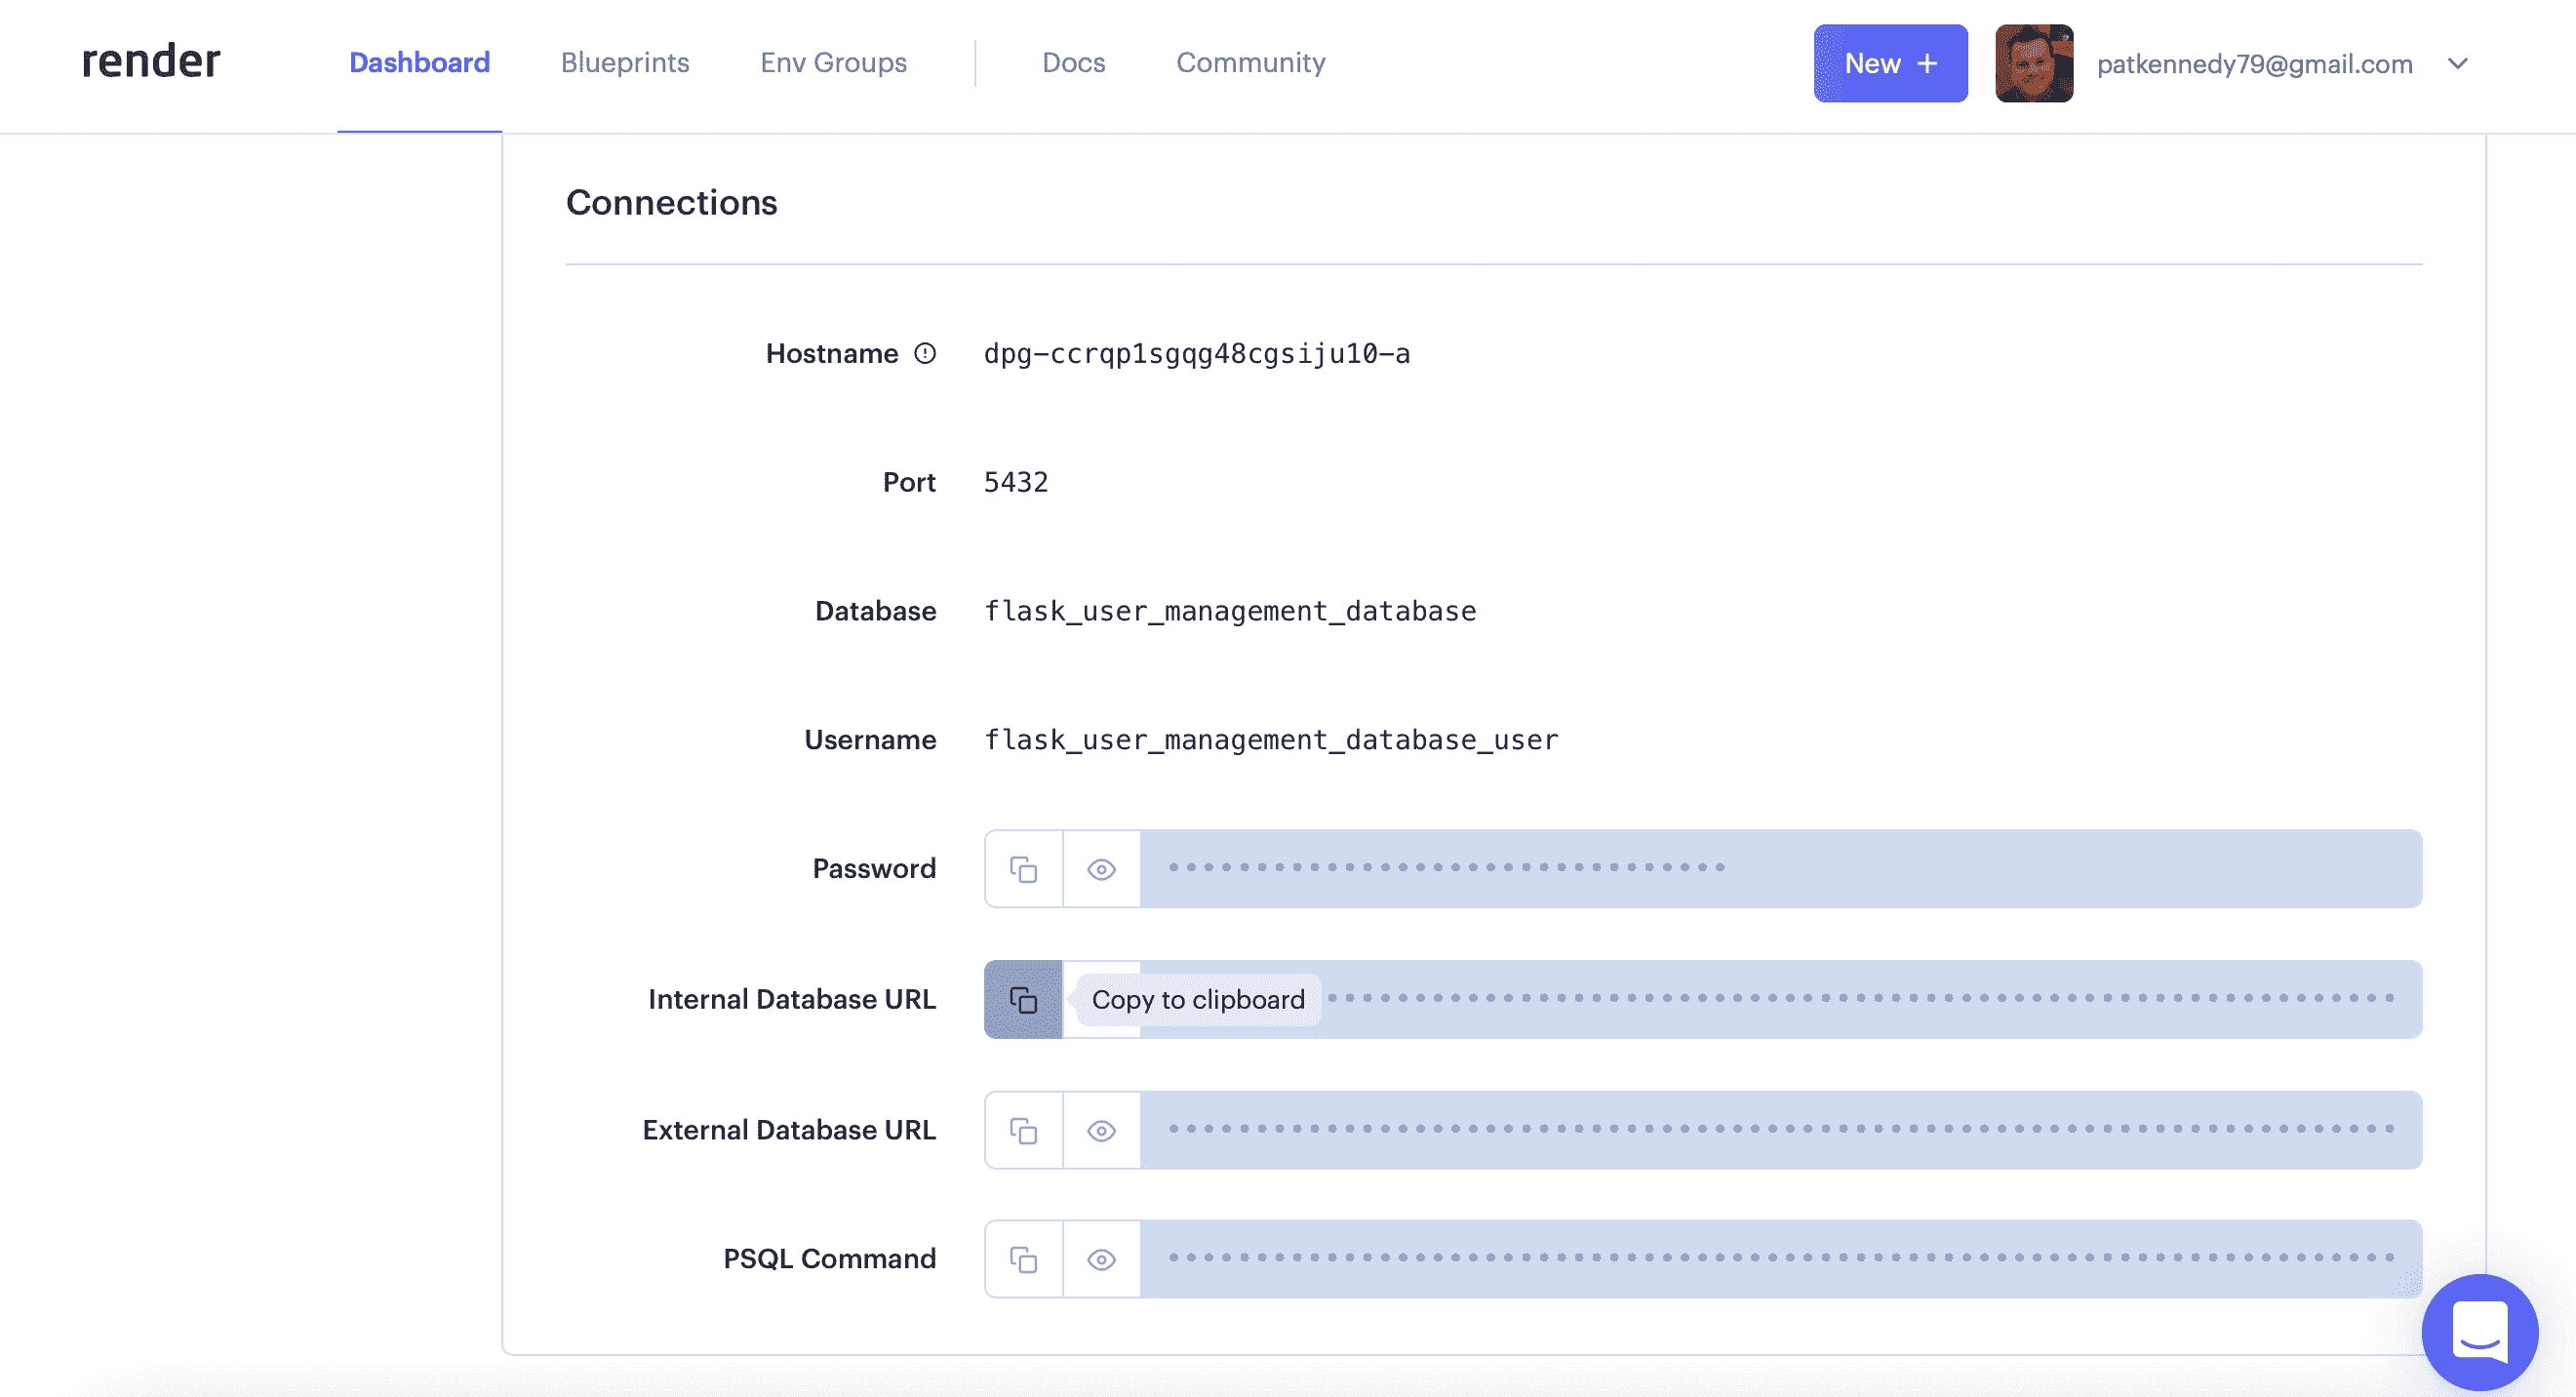 render Dashboard Blueprints Env Groups Docs Community New + patkennedy79@gmail.com
Connections
Hostname dpg-ccrqp1sgqg48cgsiju10-a
Port 5432
Database flask_user_management_database
Username flask_user_management_database_user
Password
Internal Database URL Copy to clipboard
External Database URL
PSQL Command